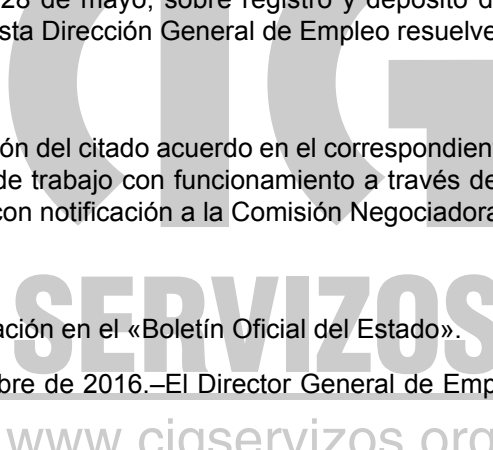 28 de mayo, sobre registro y depósito d
sta Dirección General de Empleo resuelve
CIG
ón del citado acuerdo en el correspondien
de trabajo con funcionamiento a través de
con notificación a la Comisión Negociadora
SERVIZOS
ación en el «Boletín Oficial del Estado».
bre de 2016.–El Director General de Emp
www.cigservizos.org